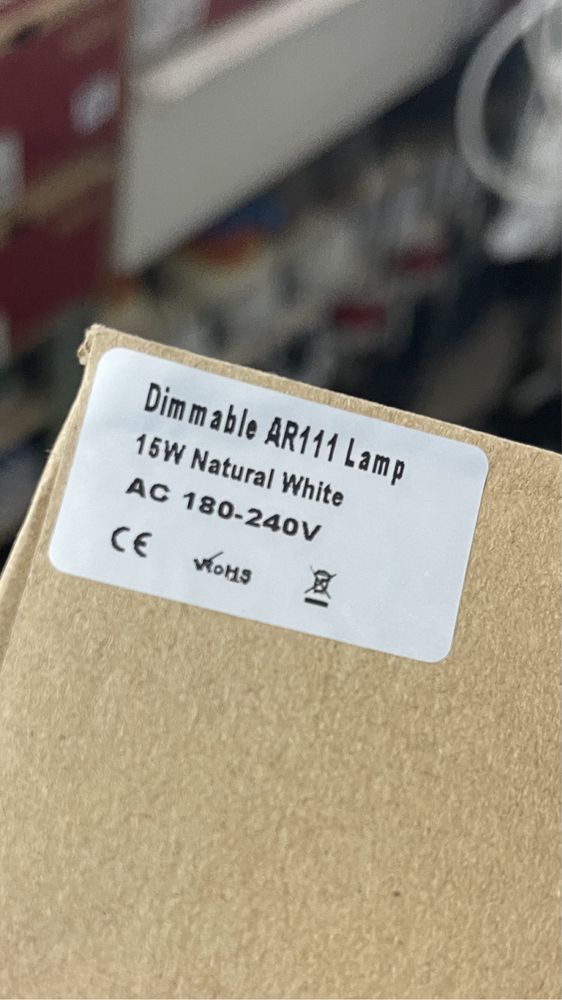 Dimmable AR111 Lamp
15W Natural White
AC 180-240V
CE RoHS